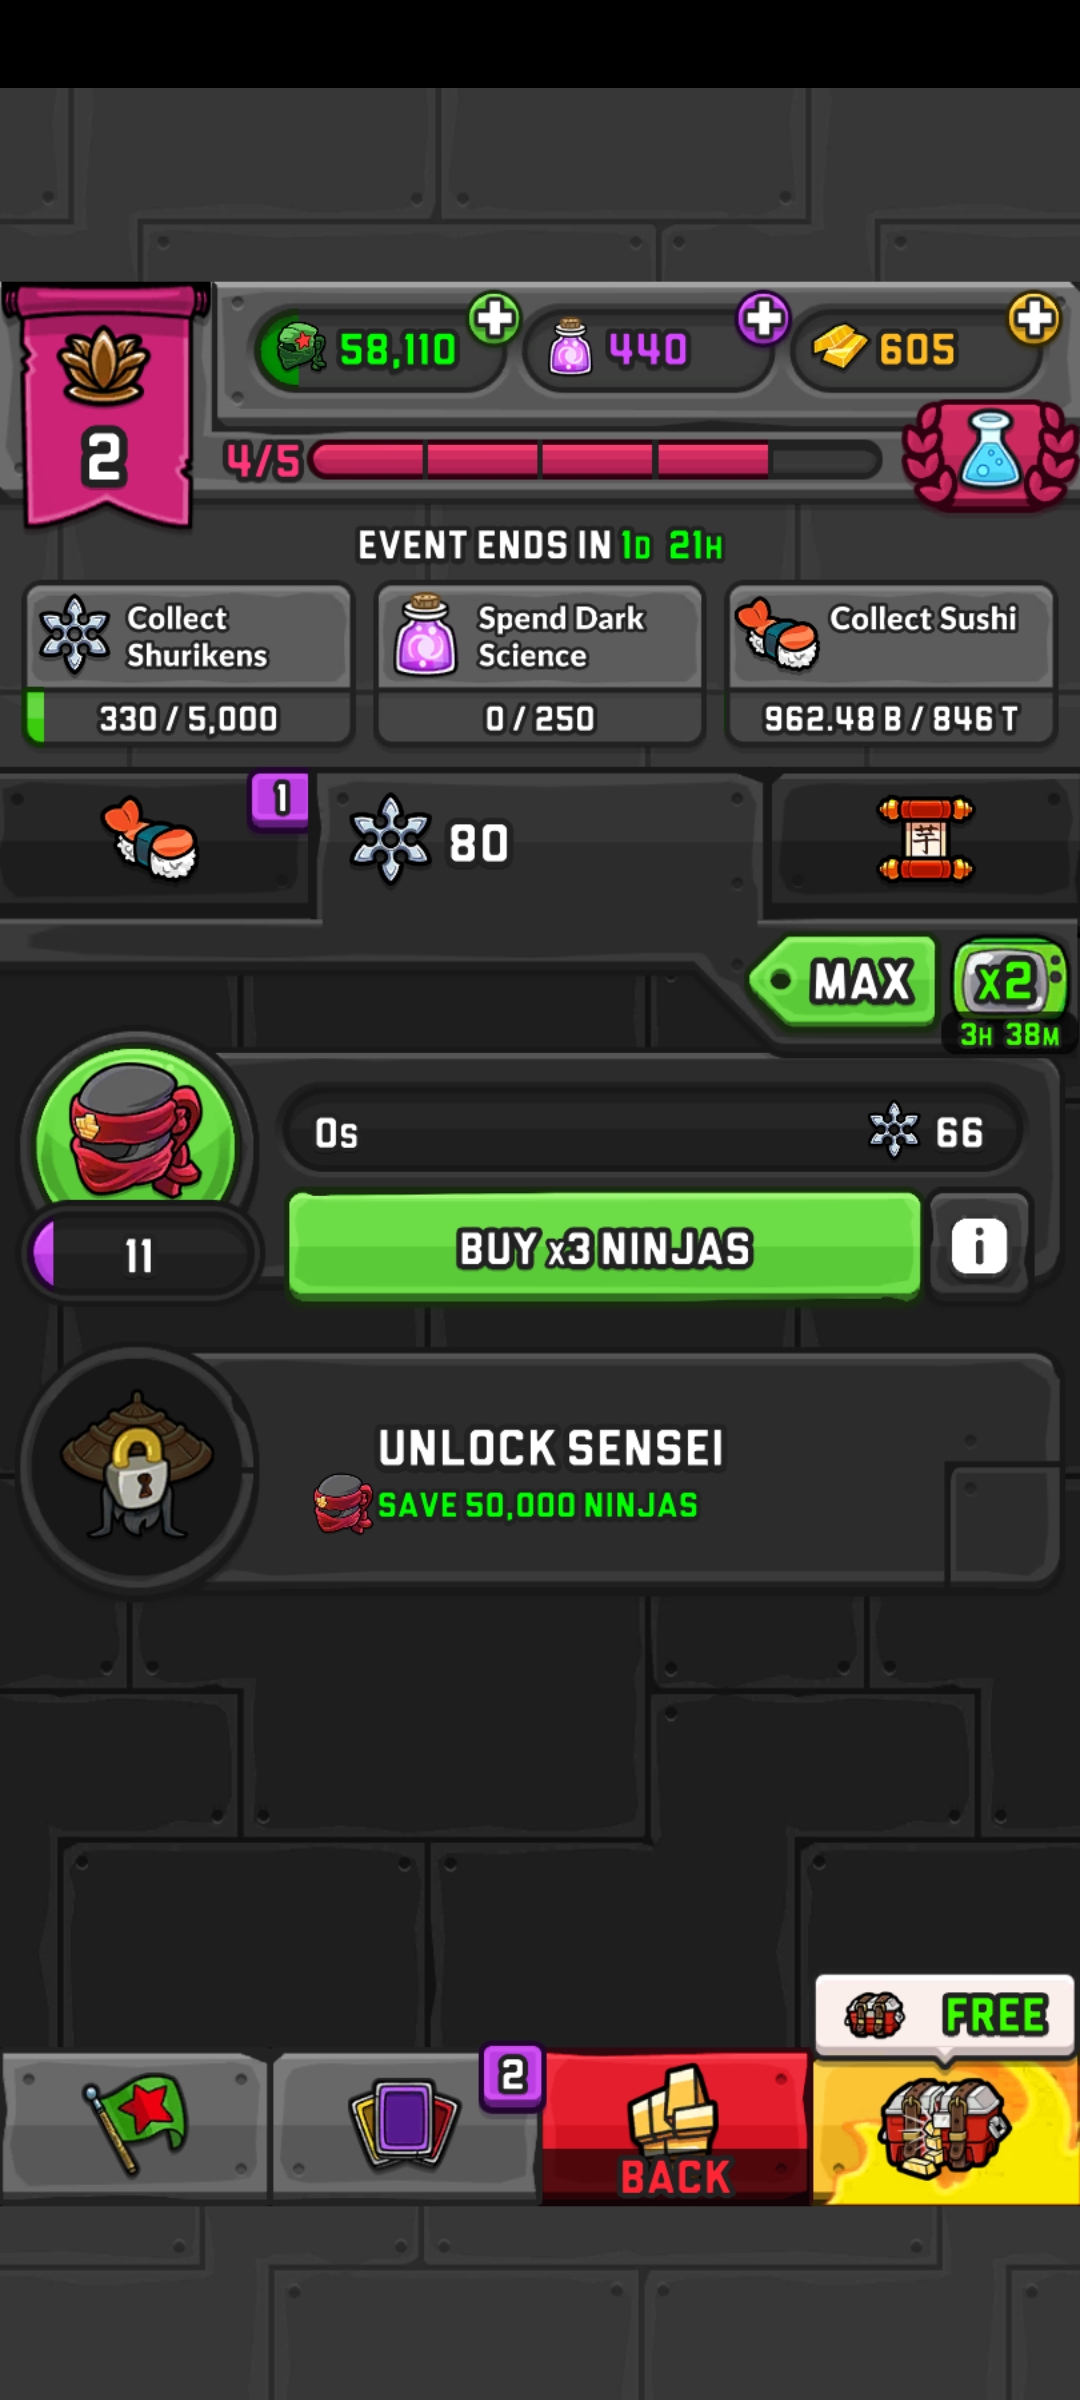 58,110
440
605
2
4/5
EVENT ENDS IN 1D 21H
Collect
Shurikens
330 / 5,000
Spend Dark
Science
0 / 250
Collect Sushi
962.48 B / 846 T
1
80
芋
MAX
x2
3H 38M
0s
66
11
BUY x3 NINJAS
i
UNLOCK SENSEI
SAVE 50,000 NINJAS
FREE
2
BACK